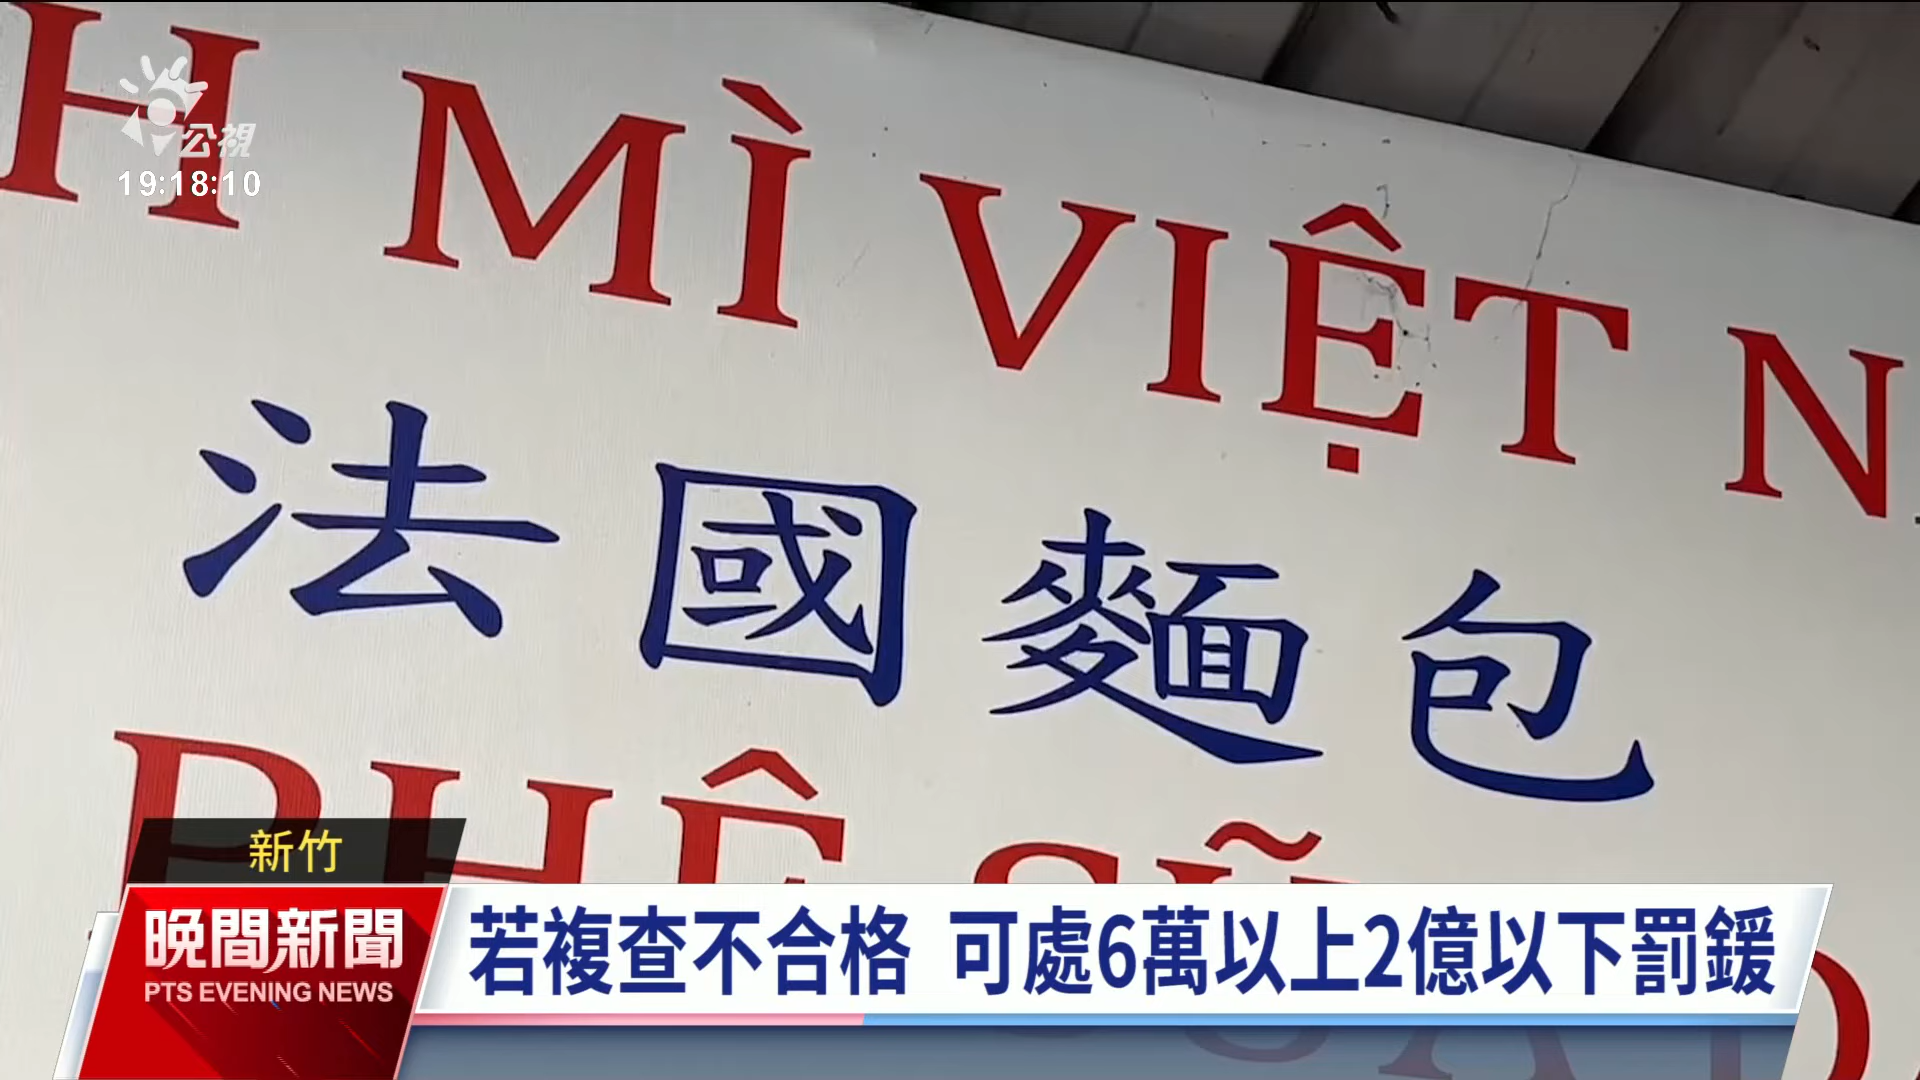 H MÌ VIỆT N
公視
19:18:10
法國麵包
PHÊ SỮ
新竹
晚間新聞
PTS EVENING NEWS
若複查不合格 可處6萬以上2億以下罰鍰